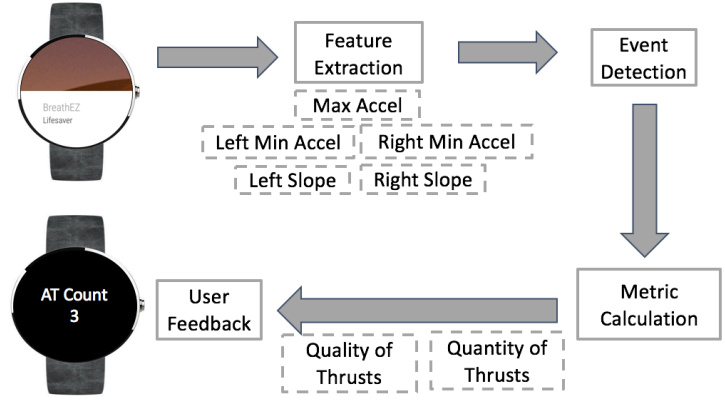 Feature
Extraction
Event
Detection
BreathEZ
Lifesaver
Max Accel
Left Min Accel
Right Min Accel
Left Slope
Right Slope
AT Count
3
User
Feedback
Metric
Calculation
Quality of
Thrusts
Quantity of
Thrusts